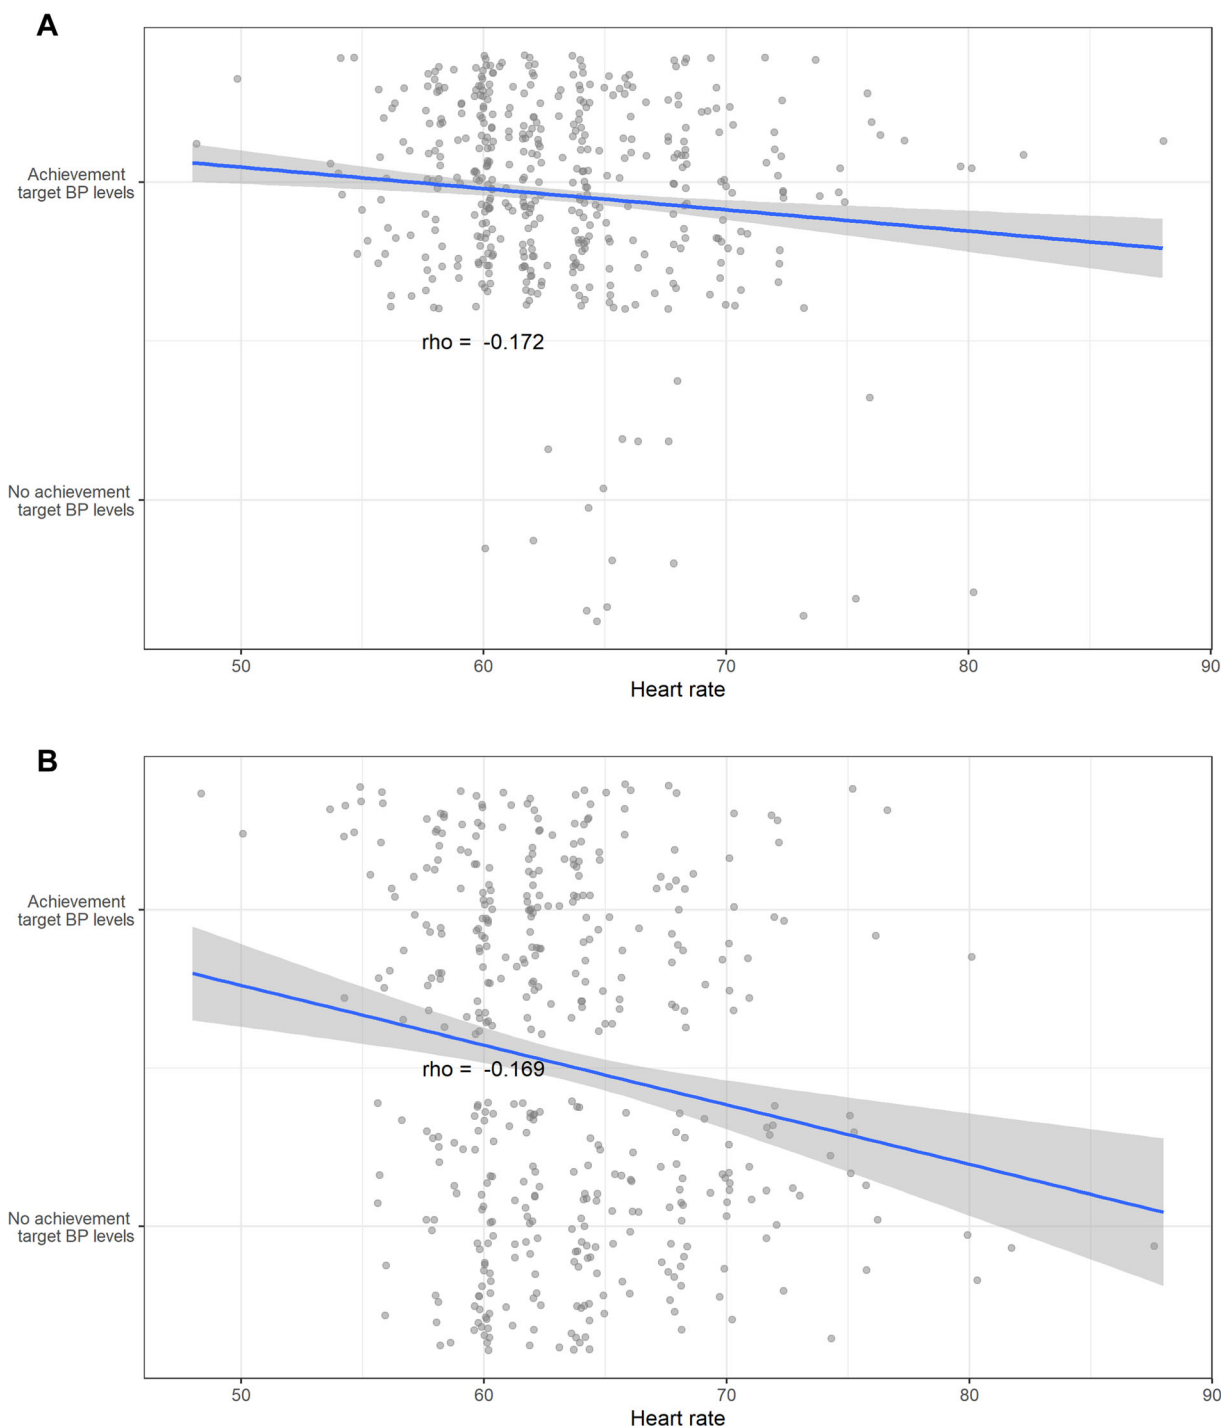 A
Achievement
target BP levels
rho = -0.172
No achievement
target BP levels
50 60 70 80 90
Heart rate
B
Achievement
target BP levels
rho = -0.169
No achievement
target BP levels
50 60 70 80 90
Heart rate